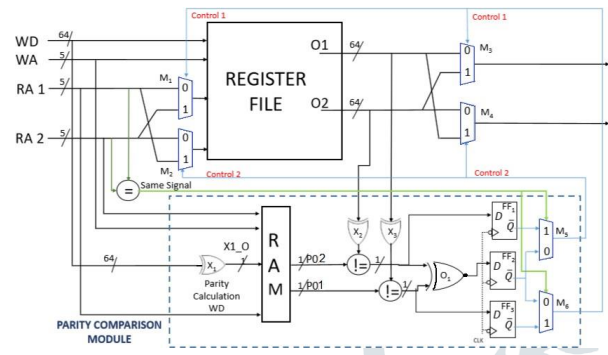 Control 1
Control 1
WD
64
WA
5
RA 1
5
RA 2
5
M₁
0
1
0
1
M₂
REGISTER
FILE
O1
64
O2
64
0
1
M₃
0
1
M₄
Control 2
Control 2
=
Same Signal
64
X₁
X1_O
1
Parity
Calculation
WD
R
A
M
1/PO2
1/PO1
X₂
X₃
!=
1
!=
1
O₁
D
FF₁
Q̅
D
FF₂
Q̅
D
FF₃
Q̅
CLK
1
0
M₅
0
1
M₆
PARITY COMPARISON
MODULE